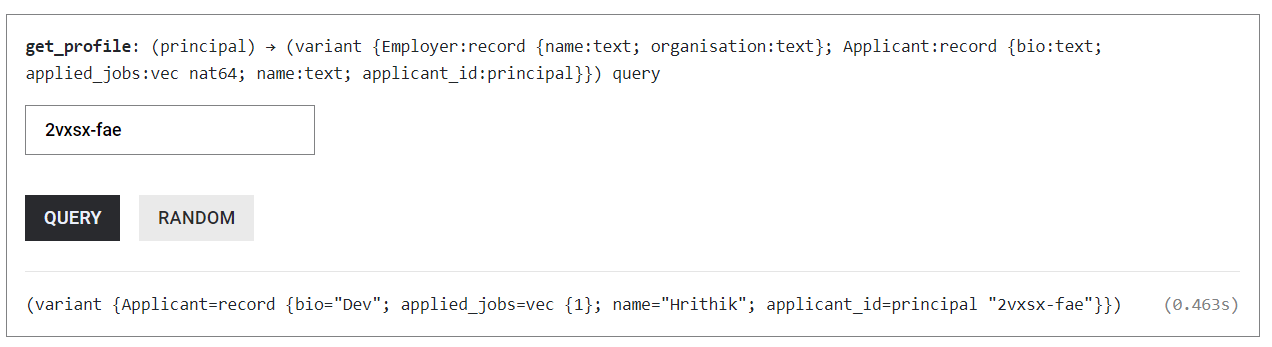 get_profile: (principal) → (variant {Employer:record {name:text; organisation:text}; Applicant:record {bio:text;
applied_jobs:vec nat64; name:text; applicant_id:principal}}) query
2vxsx-fae
QUERY RANDOM
(variant {Applicant=record {bio="Dev"; applied_jobs=vec {1}; name="Hrithik"; applicant_id=principal "2vxsx-fae"}}) (0.463s)